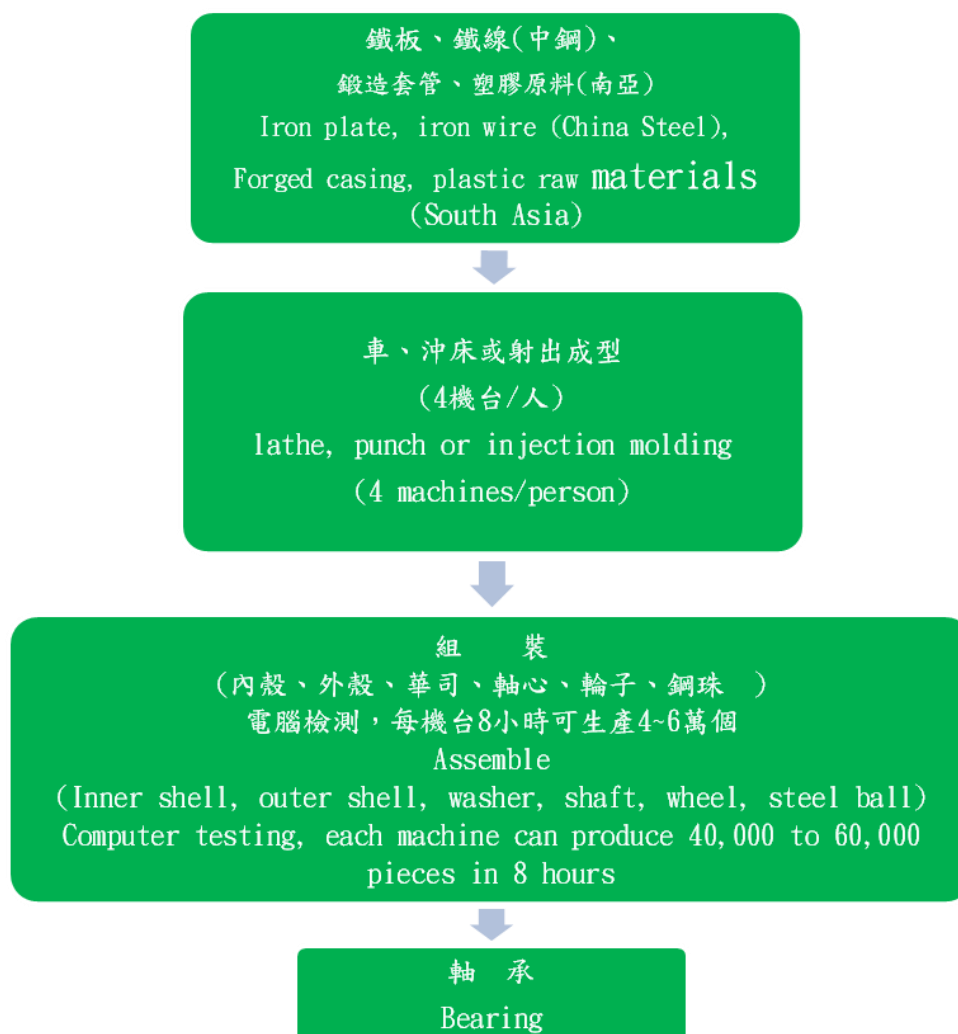 鐵板、鐵線(中鋼)、
鍛造套管、塑膠原料(南亞)
Iron plate, iron wire (China Steel),
Forged casing, plastic raw materials
(South Asia)
車、沖床或射出成型
(4機台/人)
lathe, punch or injection molding
(4 machines/person)
組 裝
(內殼、外殼、華司、軸心、輪子、鋼珠 )
電腦檢測，每機台8小時可生產4~6萬個
Assemble
(Inner shell, outer shell, washer, shaft, wheel, steel ball)
Computer testing, each machine can produce 40,000 to 60,000
pieces in 8 hours
軸 承
Bearing